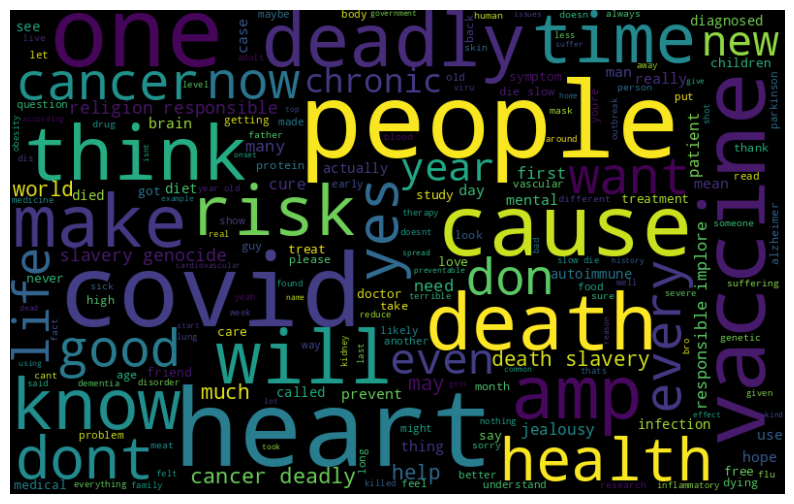 see
maybe
body
government
human
issues
doesn
always
diagnosed
live
let
one
deadly
time
new
case
skin
less
suffer
back
away
adult
children
level
cancer
now
chronic
symptom
old
viru
man
really
youre
question
religion responsible
die slow
home
person
put
parkinson
according
drug
brain
getting
top
made
mask
give
outbreak
patient
shot
obesity
father
many
blood
around
thank
think
people
vaccine
dis
isnt
onset
protein
actually
year
want
first
mean
read
world
diet
year old
cure
early
vascular
died
got
study
day
mental
treatment
medicine
example
show
therapy
different
someone
make
risk
yes
cause
real
guy
doesnt
look
bad
treat
spread
preventable
history
slavery genocide
please
love
slow die
autoimmune
never
cardiovascular
found
doctor
need
don
food
sure
severe
suffering
alzheimer
life
high
sick
yeah
name
take
terrible
responsible implore
covid
death
every
dead
fact
week
reduce
well
start
lung
care
likely
another
reason
good
will
kidney
last
way
even
death slavery
bro
genetic
using
cant
age
friend
much
called
prevent
may
month
common
thats
said
dementia
disorder
gets
given
know
heart
amp
lot
might
thing
nothing
effect
kind
problem
say
jealousy
infection
use
dont
meat
felt
long
help
better
sorry
health
hope
medical
everything
family
took
cancer deadly
killed
feel
understand
research
inflammatory
free
flu
dying